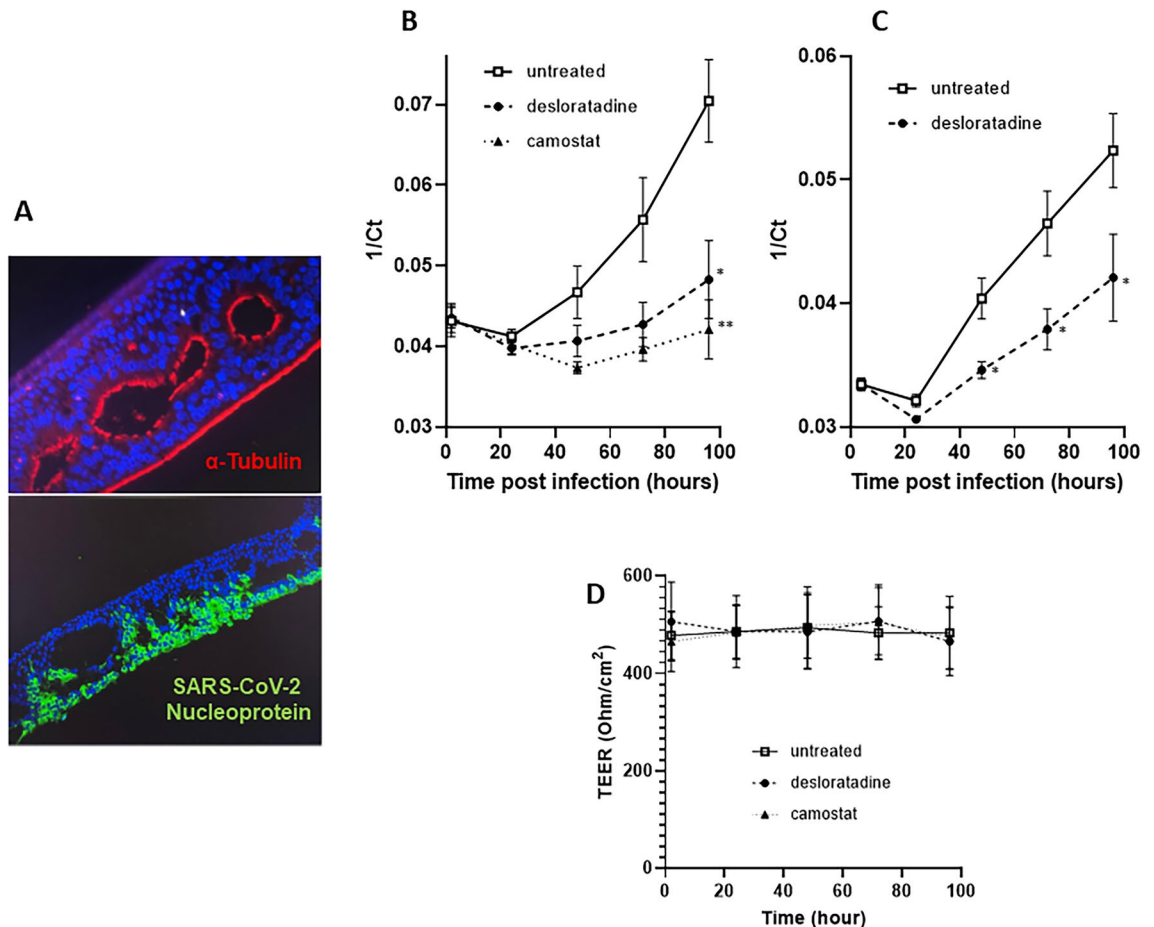 A
α-Tubulin
SARS-CoV-2
Nucleoprotein
B
untreated
desloratadine
camostat
0.07
0.06
0.05
0.04
0.03
1/Ct
*
**
0 20 40 60 80 100
Time post infection (hours)
C
untreated
desloratadine
0.06
0.05
0.04
0.03
1/Ct
*
*
*
0 20 40 60 80 100
Time post infection (hours)
D
600
400
200
0
TEER (Ohm/cm²)
untreated
desloratadine
camostat
0 20 40 60 80 100
Time (hour)